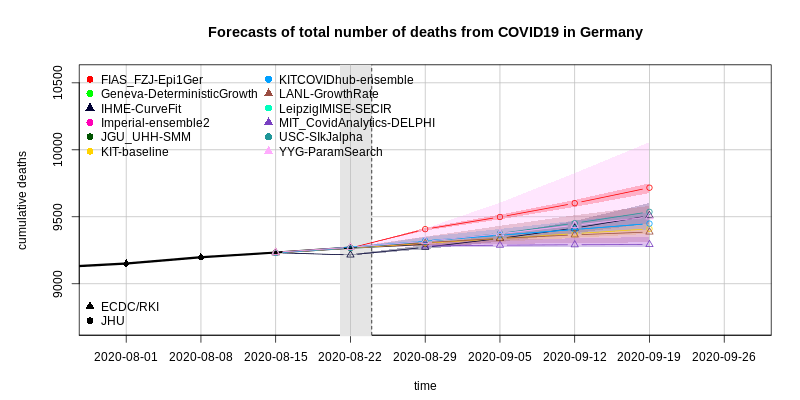 Forecasts of total number of deaths from COVID19 in Germany
cumulative deaths
10500
10000
9500
9000
FIAS_FZJ-Epi1Ger
Geneva-DeterministicGrowth
IHME-CurveFit
Imperial-ensemble2
JGU_UHH-SMM
KIT-baseline
KITCOVIDhub-ensemble
LANL-GrowthRate
LeipzigIMISE-SECIR
MIT_CovidAnalytics-DELPHI
USC-SIkJalpha
YYG-ParamSearch
ECDC/RKI
JHU
2020-08-01
2020-08-08
2020-08-15
2020-08-22
2020-08-29
2020-09-05
2020-09-12
2020-09-19
2020-09-26
time